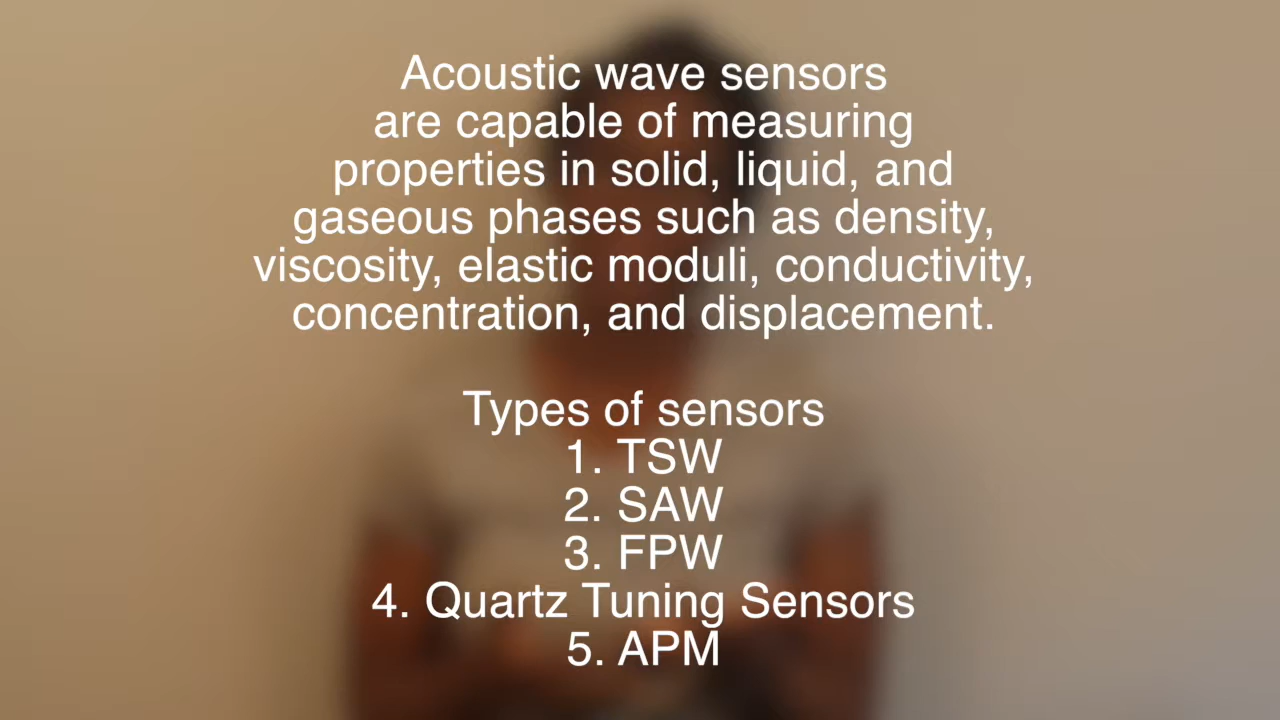 Acoustic wave sensors
are capable of measuring
properties in solid, liquid, and
gaseous phases such as density,
viscosity, elastic moduli, conductivity,
concentration, and displacement.
Types of sensors
1. TSW
2. SAW
3. FPW
4. Quartz Tuning Sensors
5. APM